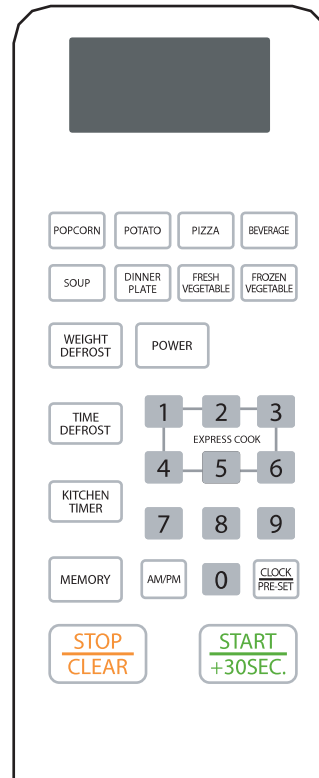 POPCORN POTATO PIZZA BEVERAGE
SOUP DINNER PLATE FRESH VEGETABLE FROZEN VEGETABLE
WEIGHT DEFROST POWER
TIME DEFROST
1 2 3
EXPRESS COOK
4 5 6
KITCHEN TIMER
7 8 9
MEMORY AM/PM 0 CLOCK PRE-SET
STOP CLEAR
START +30SEC.